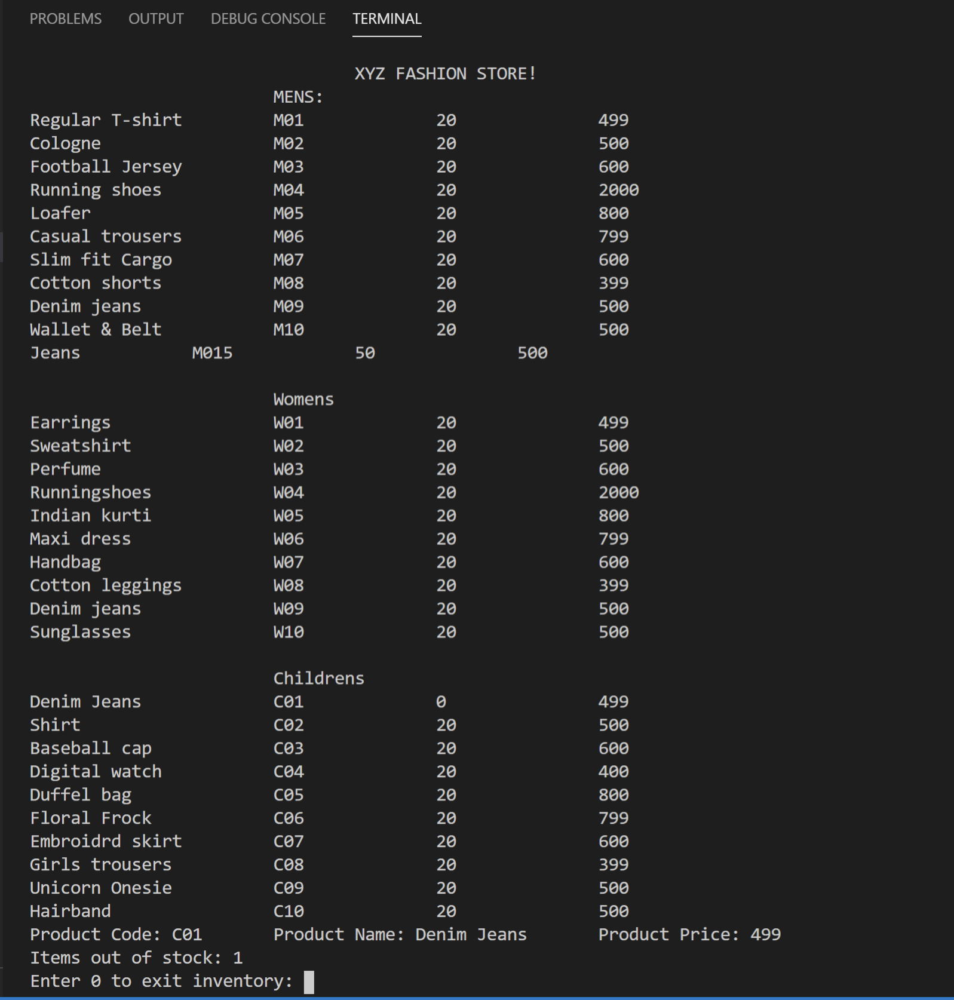 PROBLEMS OUTPUT DEBUG CONSOLE TERMINAL
XYZ FASHION STORE!
MENS:
Regular T-shirt M01 20 499
Cologne M02 20 500
Football Jersey M03 20 600
Running shoes M04 20 2000
Loafer M05 20 800
Casual trousers M06 20 799
Slim fit Cargo M07 20 600
Cotton shorts M08 20 399
Denim jeans M09 20 500
Wallet & Belt M10 20 500
Jeans M015 50 500
Womens
Earrings W01 20 499
Sweatshirt W02 20 500
Perfume W03 20 600
Runningshoes W04 20 2000
Indian kurti W05 20 800
Maxi dress W06 20 799
Handbag W07 20 600
Cotton leggings W08 20 399
Denim jeans W09 20 500
Sunglasses W10 20 500
Childrens
Denim Jeans C01 0 499
Shirt C02 20 500
Baseball cap C03 20 600
Digital watch C04 20 400
Duffel bag C05 20 800
Floral Frock C06 20 799
Embroidrd skirt C07 20 600
Girls trousers C08 20 399
Unicorn Onesie C09 20 500
Hairband C10 20 500
Product Code: C01 Product Name: Denim Jeans Product Price: 499
Items out of stock: 1
Enter 0 to exit inventory: